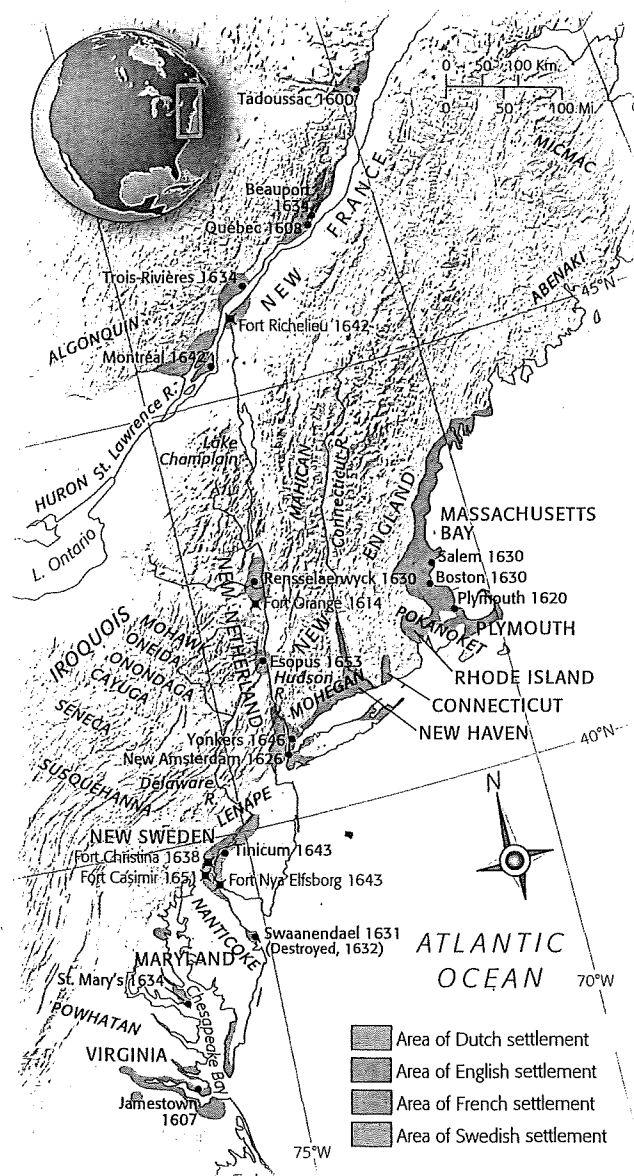 0 50 100 Km.
0 50 100 Mi.
Tadoussac 1600
MICMAC
Beauport
1634
Québec 1608
NEW FRANCE
Trois-Rivières 1634
ABENAKI
45°N
Fort Richelieu 1642
ALGONQUIN
Montréal 1642
St. Lawrence R.
HURON
Lake
Champlain
MAHICAN
Connecticut R.
L. Ontario
NEW ENGLAND
MASSACHUSETTS
BAY
Salem 1630
Boston 1630
Plymouth 1620
PLYMOUTH
POKANOKET
NEW NETHERLAND
Rensselaerwyck 1630
Fort Orange 1614
IROQUOIS
MOHAWK
ONEIDA
ONONDAGA
CAYUGA
SENECA
Esopus 1653
Hudson
R.
MOHEGAN
RHODE ISLAND
CONNECTICUT
NEW HAVEN
Yonkers 1646
New Amsterdam 1626
40°N
SUSQUEHANNA
Delaware
R.
LENAPE
N
NEW SWEDEN
Tinicum 1643
Fort Christina 1638
Fort Casimir 1651
Fort Nya Elfsborg 1643
NANTICOKE
Swaanendael 1631
(Destroyed, 1632)
ATLANTIC
OCEAN
MARYLAND
St. Mary's 1634
Chesapeake Bay
POWHATAN
70°W
VIRGINIA
Jamestown
1607
75°W
Area of Dutch settlement
Area of English settlement
Area of French settlement
Area of Swedish settlement